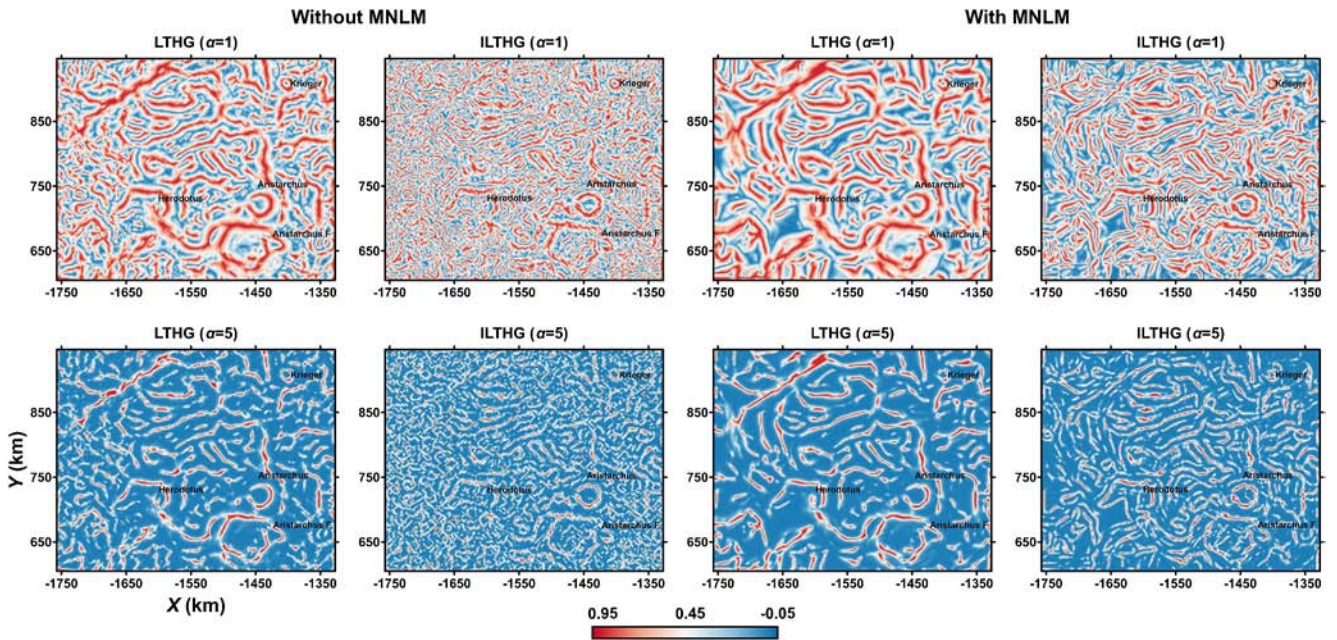 Without MNLM With MNLM
LTHG (α=1) ILTHG (α=1) LTHG (α=1) ILTHG (α=1)
Krieger Krieger Krieger Krieger
850 850 850 850
Aristarchus Aristarchus Aristarchus Aristarchus
750 750 750 750
Herodotus Herodotus Herodotus Herodotus
Aristarchus F Aristarchus F Aristarchus F Aristarchus F
650 650 650 650
-1750 -1650 -1550 -1450 -1350 -1750 -1650 -1550 -1450 -1350 -1750 -1650 -1550 -1450 -1350 -1750 -1650 -1550 -1450 -1350
LTHG (α=5) ILTHG (α=5) LTHG (α=5) ILTHG (α=5)
Krieger Krieger Krieger Krieger
850 850 850 850
Y (km)
Aristarchus Aristarchus Aristarchus Aristarchus
750 750 750 750
Herodotus Herodotus Herodotus Herodotus
Aristarchus F Aristarchus F Aristarchus F Aristarchus F
650 650 650 650
-1750 -1650 -1550 -1450 -1350 -1750 -1650 -1550 -1450 -1350 -1750 -1650 -1550 -1450 -1350 -1750 -1650 -1550 -1450 -1350
X (km)
0.95 0.45 -0.05